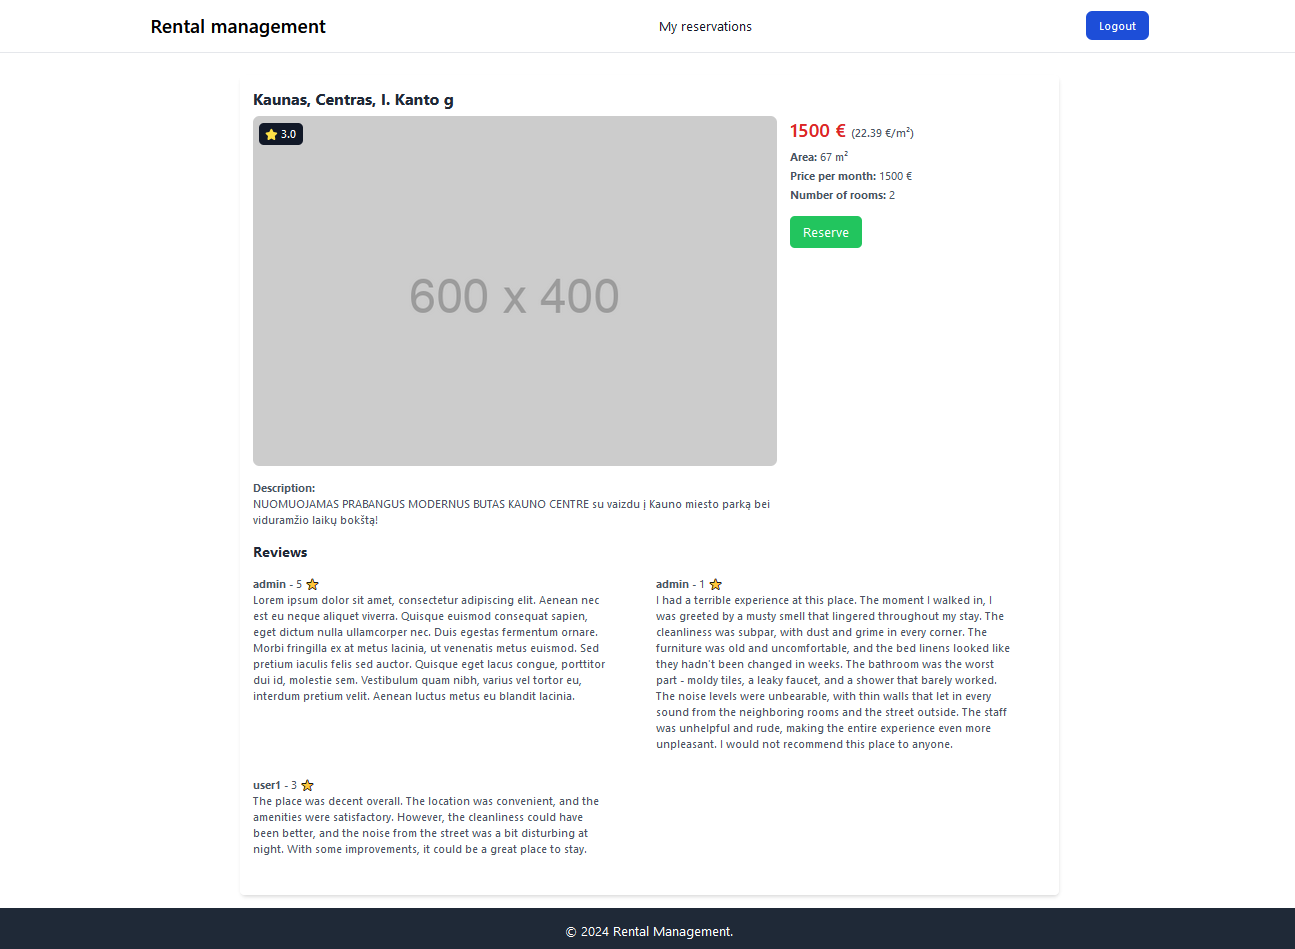 Rental management
My reservations
Logout
Kaunas, Centras, I. Kanto g
⭐ 3.0
600 x 400
1500 € (22.39 €/m²)
Area: 67 m²
Price per month: 1500 €
Number of rooms: 2
Reserve
Description:
NUOMUOJAMAS PRABANGUS MODERNUS BUTAS KAUNO CENTRE su vaizdu į Kauno miesto parką bei
viduramžio laikų bokštą!
Reviews
admin - 5 ⭐
Lorem ipsum dolor sit amet, consectetur adipiscing elit. Aenean nec
est eu neque aliquet viverra. Quisque euismod consequat sapien,
eget dictum nulla ullamcorper nec. Duis egestas fermentum ornare.
Morbi fringilla ex at metus lacinia, ut venenatis metus euismod. Sed
pretium iaculis felis sed auctor. Quisque eget lacus congue, porttitor
dui id, molestie sem. Vestibulum quam nibh, varius vel tortor eu,
interdum pretium velit. Aenean luctus metus eu blandit lacinia.
admin - 1 ⭐
I had a terrible experience at this place. The moment I walked in, I
was greeted by a musty smell that lingered throughout my stay. The
cleanliness was subpar, with dust and grime in every corner. The
furniture was old and uncomfortable, and the bed linens looked like
they hadn't been changed in weeks. The bathroom was the worst
part - moldy tiles, a leaky faucet, and a shower that barely worked.
The noise levels were unbearable, with thin walls that let in every
sound from the neighboring rooms and the street outside. The staff
was unhelpful and rude, making the entire experience even more
unpleasant. I would not recommend this place to anyone.
user1 - 3 ⭐
The place was decent overall. The location was convenient, and the
amenities were satisfactory. However, the cleanliness could have
been better, and the noise from the street was a bit disturbing at
night. With some improvements, it could be a great place to stay.
© 2024 Rental Management.